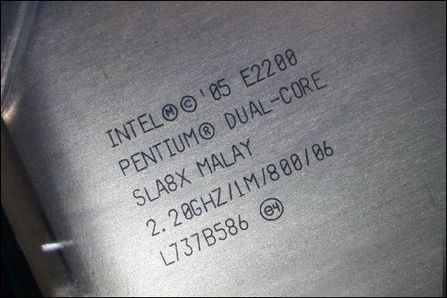 INTEL Ⓜ © '05 E2200
PENTIUM® DUAL-CORE
SLA8X MALAY
2.20GHZ/1M/800/06
L737B586 e4